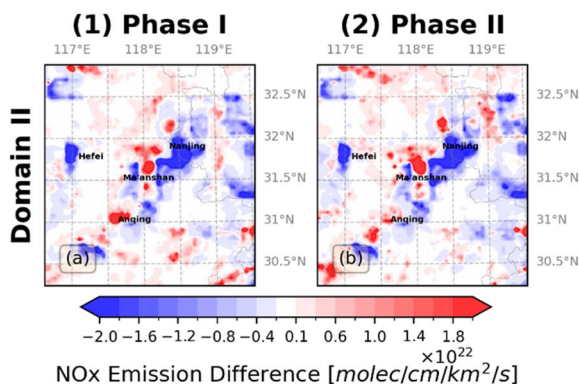 (1) Phase I
(2) Phase II
117°E 118°E 119°E
117°E 118°E 119°E
Domain II
32.5°N
32°N
31.5°N
31°N
30.5°N
32.5°N
32°N
31.5°N
31°N
30.5°N
Nanjing
Hefei
Ma'anshan
Anqing
(a)
Nanjing
Hefei
Ma'anshan
Anqing
(b)
−2.0 −1.6 −1.2 −0.8 −0.4 0.1 0.6 1.0 1.4 1.8
×10²²
NOx Emission Difference [molec/cm/km²/s]